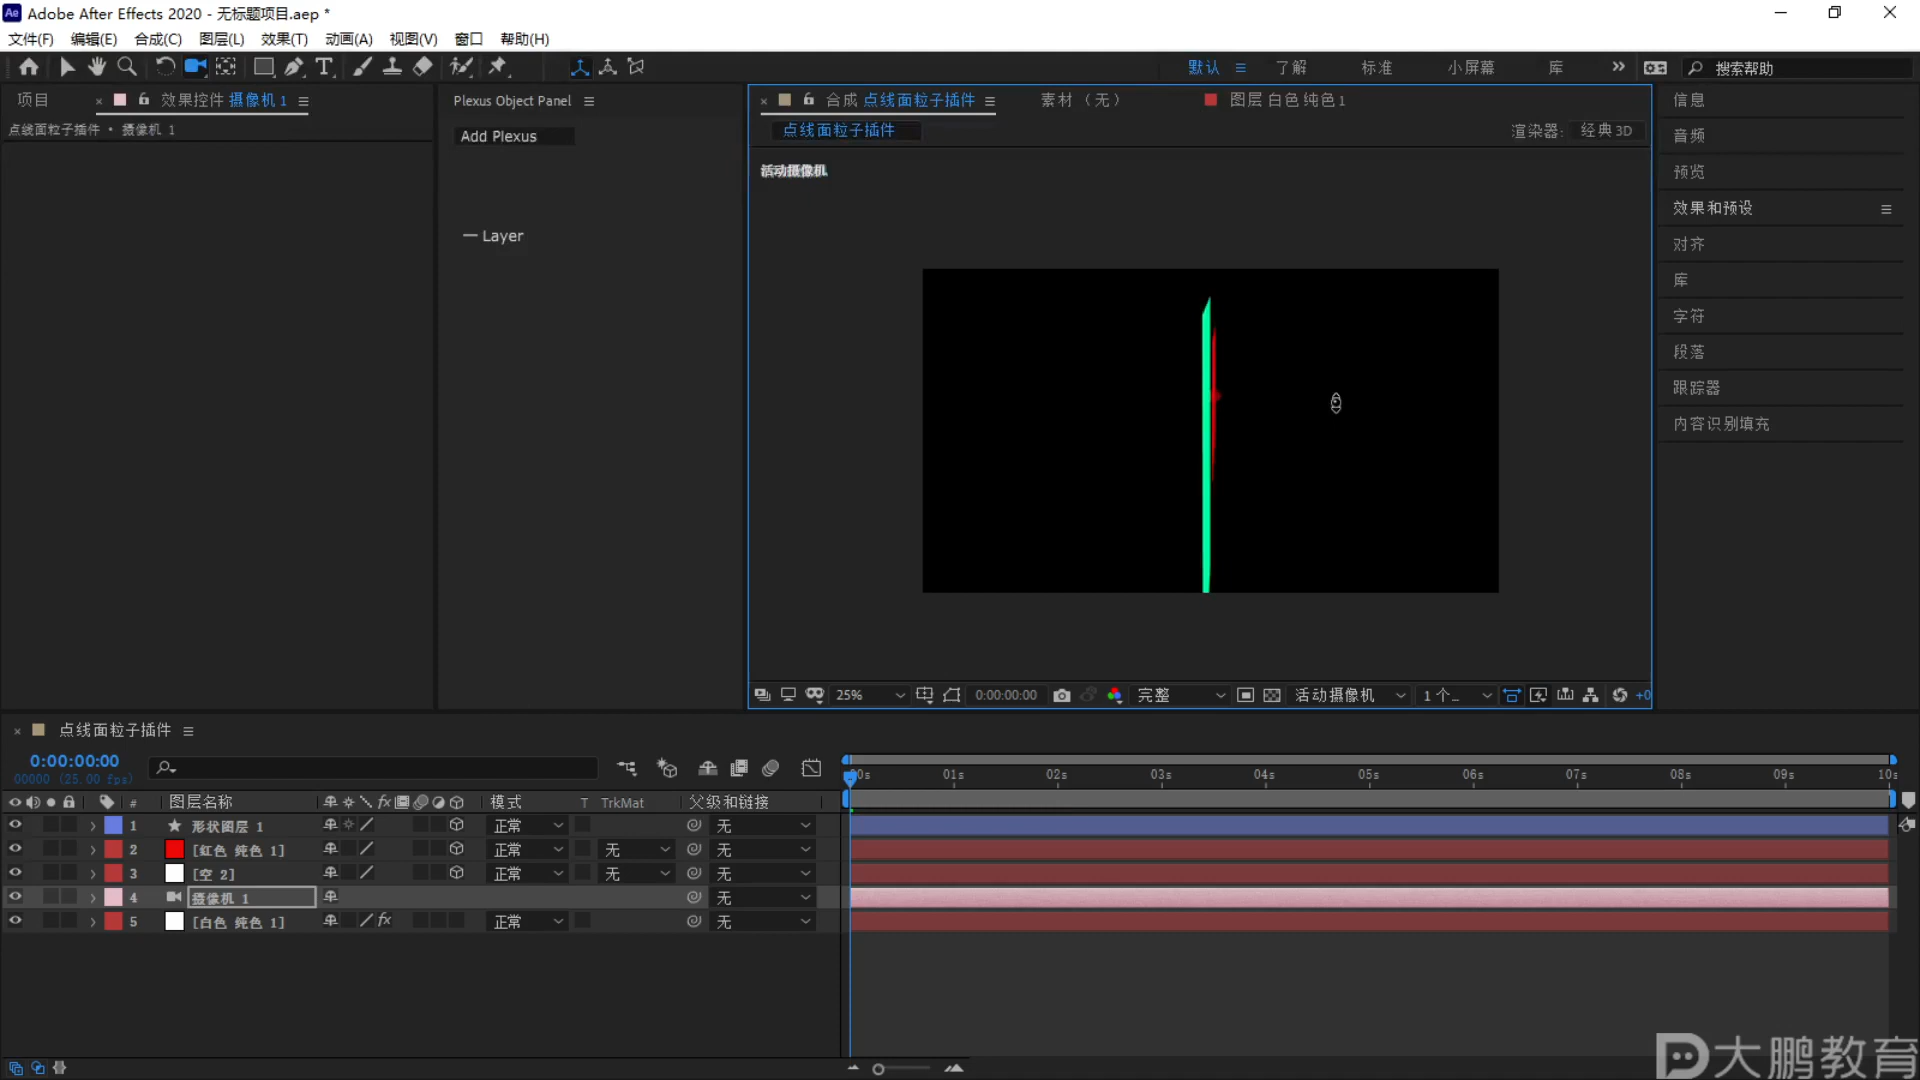 Ae Adobe After Effects 2020 - 无标题项目.aep *
文件(F) 编辑(E) 合成(C) 图层(L) 效果(T) 动画(A) 视图(V) 窗口 帮助(H)
默认 了解 标准 小屏幕 库 搜索帮助
项目 效果控件 摄像机 1
点线面粒子插件 • 摄像机 1
Plexus Object Panel
Add Plexus
Layer
合成 点线面粒子插件 素材 （无） 图层 白色 纯色 1
点线面粒子插件 渲染器: 经典 3D
活动摄像机
信息
音频
预览
效果和预设
对齐
库
字符
段落
跟踪器
内容识别填充
25% 0:00:00:00 完整 活动摄像机 1 个... +0
点线面粒子插件
0:00:00:00
00000 (25.00 fps)
00s 01s 02s 03s 04s 05s 06s 07s 08s 09s 10s
# 图层名称 fx 模式 T TrkMat 父级和链接
1 形状图层 1 正常 无
2 [红色 纯色 1] 正常 无 无
3 [空 2] 正常 无 无
4 摄像机 1 无
5 [白色 纯色 1] fx 正常 无
大鹏教育